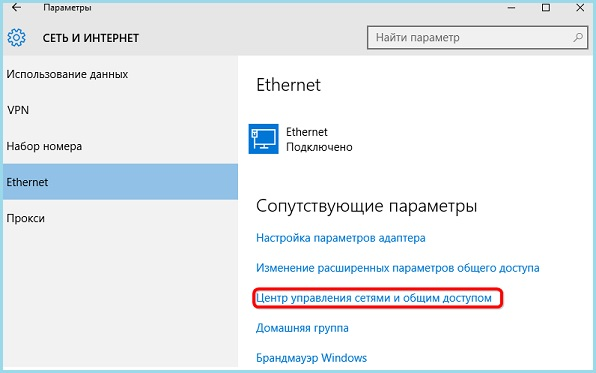 Параметры
СЕТЬ И ИНТЕРНЕТ
Найти параметр
Использование данных
VPN
Набор номера
Ethernet
Прокси
Ethernet
Ethernet
Подключено
Сопутствующие параметры
Настройка параметров адаптера
Изменение расширенных параметров общего доступа
Центр управления сетями и общим доступом
Домашняя группа
Брандмауэр Windows